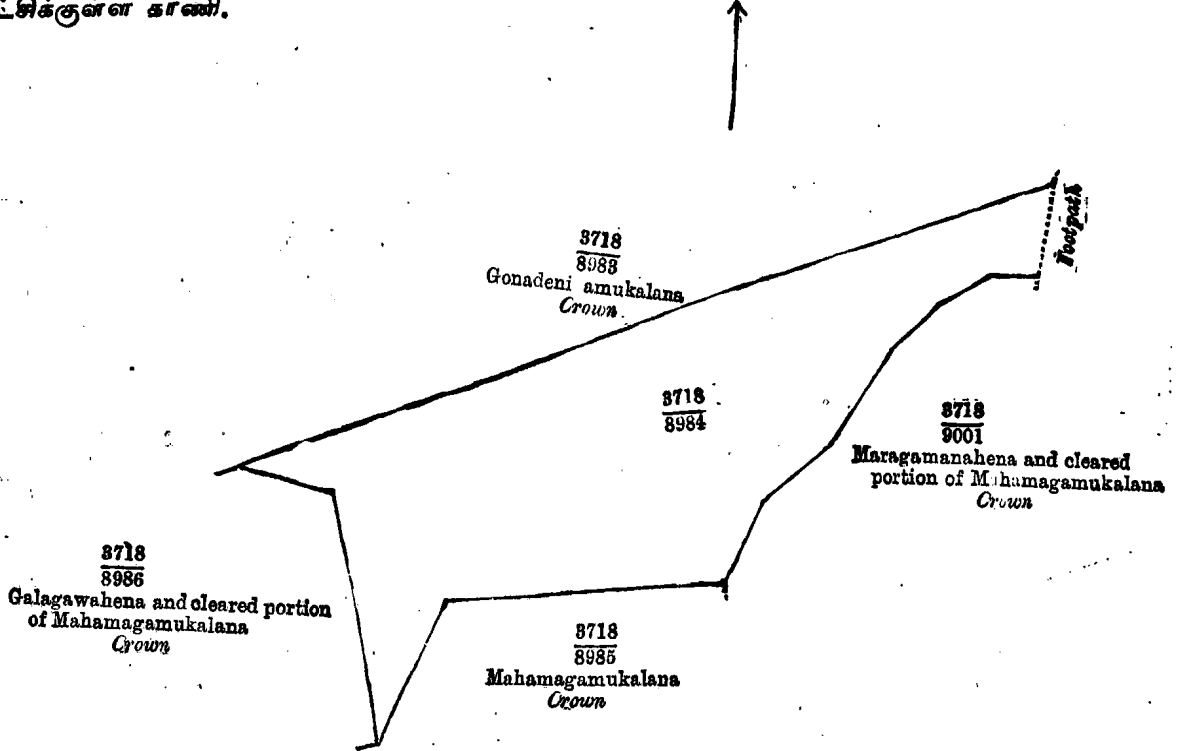 காணி.
3718
8983
Gonadeni amukalana
Crown.
Footpath
3718
8984
3718
9001
Maragamanahena and cleared
portion of M hamagamukalana
Crown
3718
8986
Galagawahena and cleared portion
of Mahamagamukalana
Crown
3718
8985
Mahamagamukalana
Crown